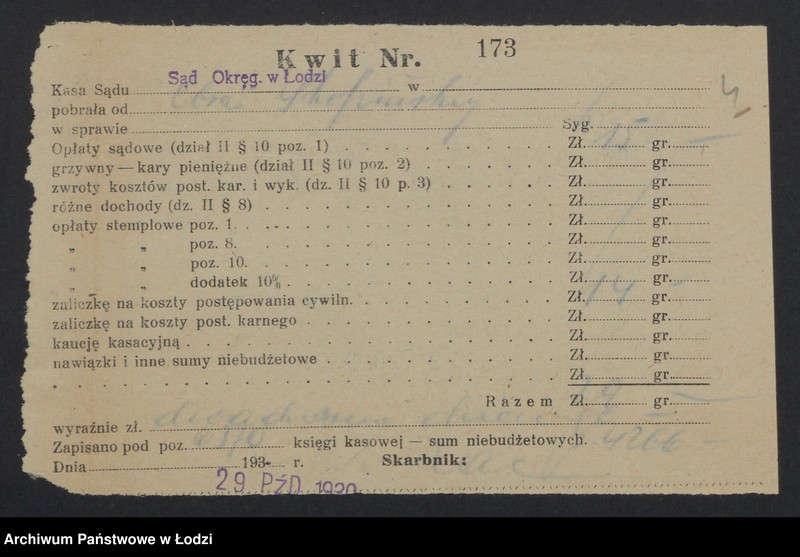 Kwit Nr. 173
Sąd Okręg. w Łodzi
Kasa Sądu w
pobrała od
w sprawie Syg.
Opłaty sądowe (dział II § 10 poz. 1) Zł. 15 gr. —
grzywny — kary pieniężne (dział II § 10 poz. 2) Zł. gr.
zwroty kosztów post. kar. i wyk. (dz. II § 10 p. 3) Zł. gr.
różne dochody (dz. II § 8) Zł. gr.
opłaty stemplowe poz. 1. Zł. gr.
„ „ poz. 8. Zł. gr.
„ „ poz. 10. Zł. gr.
„ „ dodatek 10% Zł. gr.
zaliczkę na koszty postępowania cywiln. Zł. 14 gr. —
zaliczkę na koszty post. karnego Zł. gr.
kaucję kasacyjną Zł. gr.
nawiązki i inne sumy niebudżetowe Zł. gr.
Zł. gr.
Razem Zł. 29 gr. —
wyraźnie zł.
Zapisano pod poz. księgi kasowej — sum niebudżetowych. 4266 —
Dnia 193 r. Skarbnik:
29 PŹD. 1930
Archiwum Państwowe w Łodzi